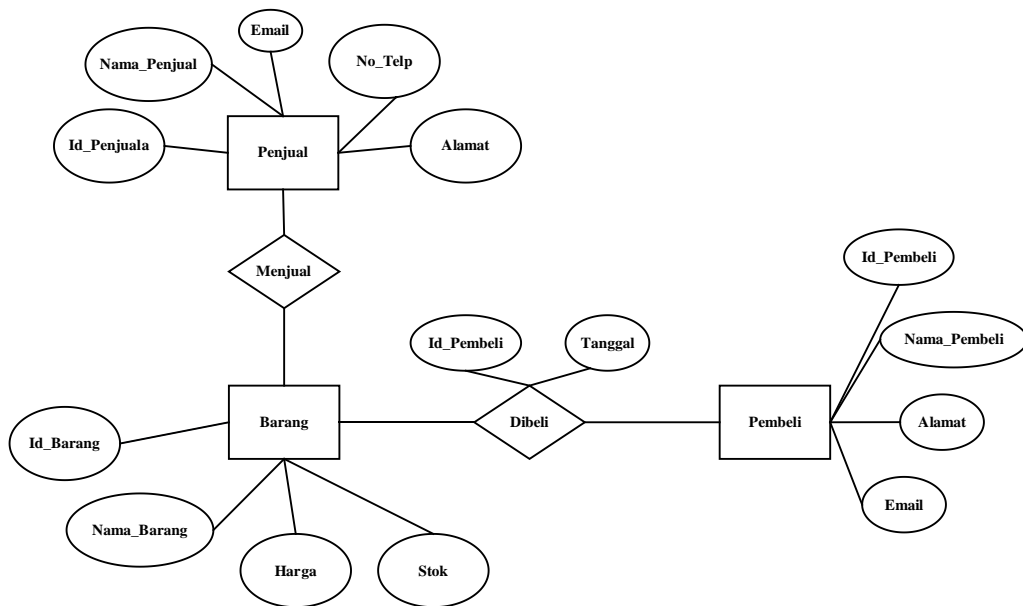 Email
Nama_Penjual
No_Telp
Id_Penjuala
Penjual
Alamat
Menjual
Id_Pembeli
Nama_Pembeli
Id_Pembeli
Tanggal
Barang
Dibeli
Pembeli
Alamat
Id_Barang
Email
Nama_Barang
Harga
Stok